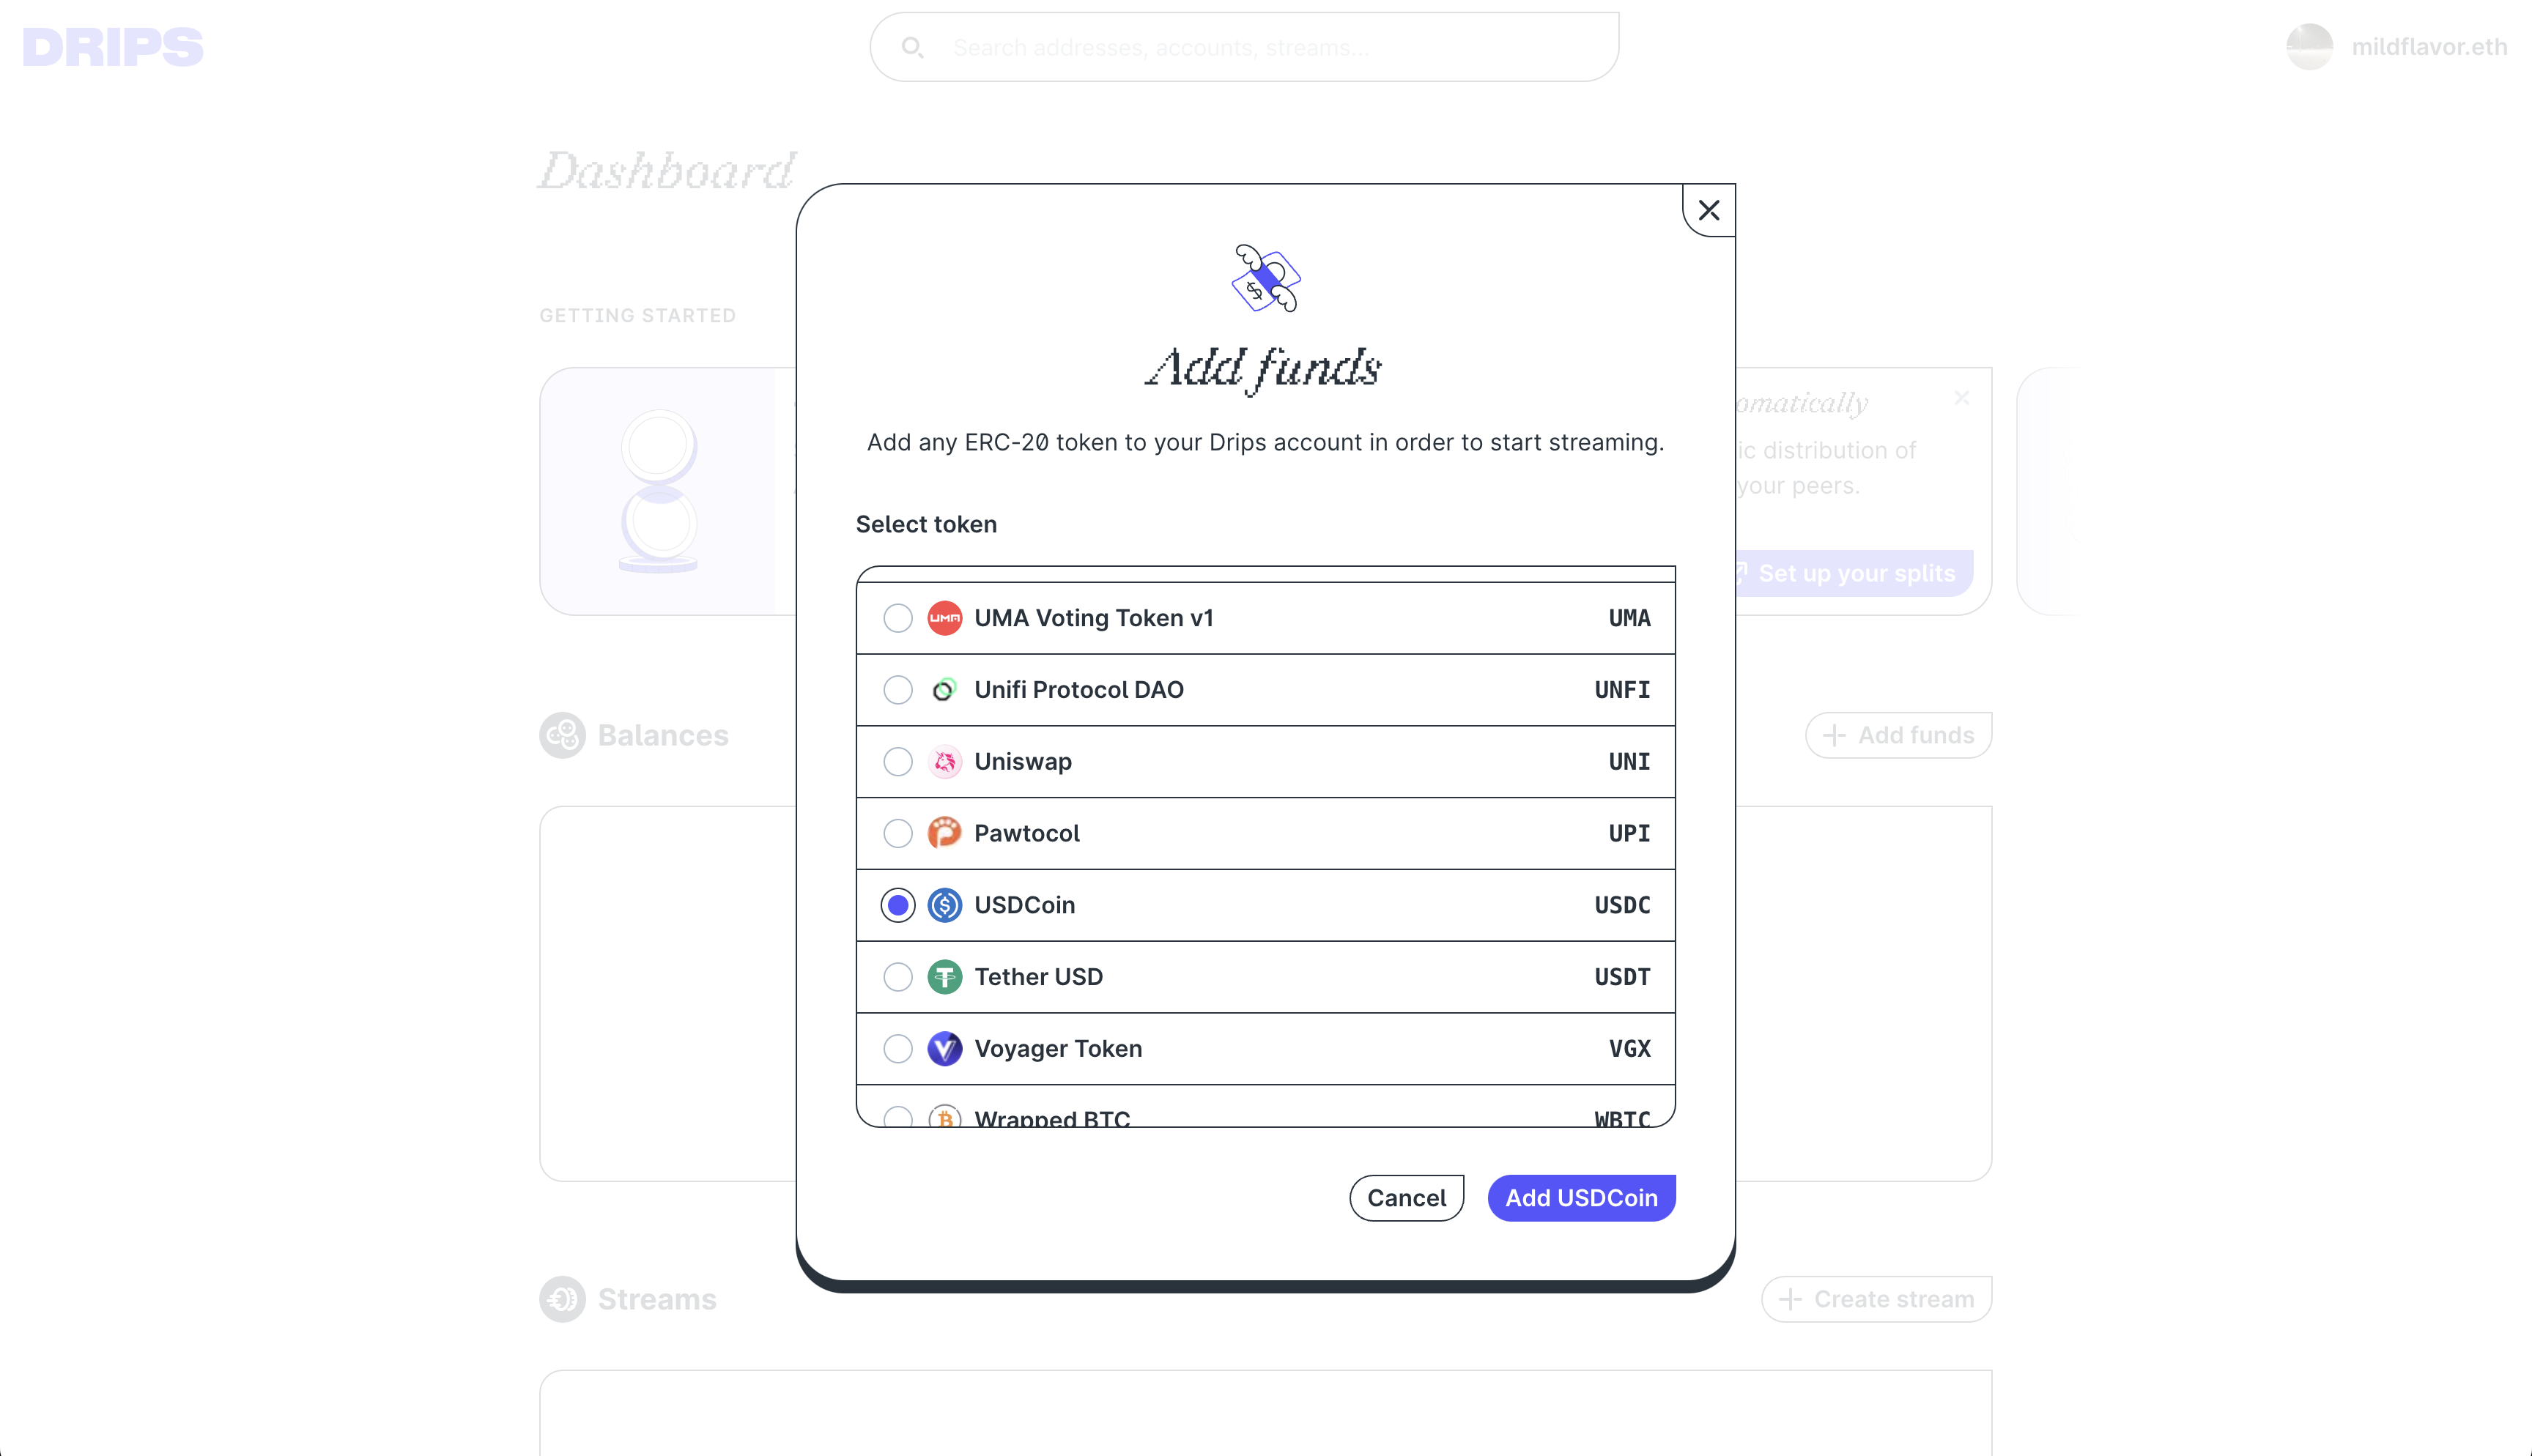 DRIPS
Search addresses, accounts, streams...
mildflavor.eth
Dashboard
GETTING STARTED
Add funds
Add any ERC-20 token to your Drips account in order to start streaming.
Select token
UMA Voting Token v1 UMA
Unifi Protocol DAO UNFI
Uniswap UNI
Pawtocol UPI
USDCoin USDC
Tether USD USDT
Voyager Token VGX
Wrapped BTC WBTC
Cancel
Add USDCoin
omatically
ic distribution of
your peers.
Set up your splits
Balances
Add funds
Streams
Create stream